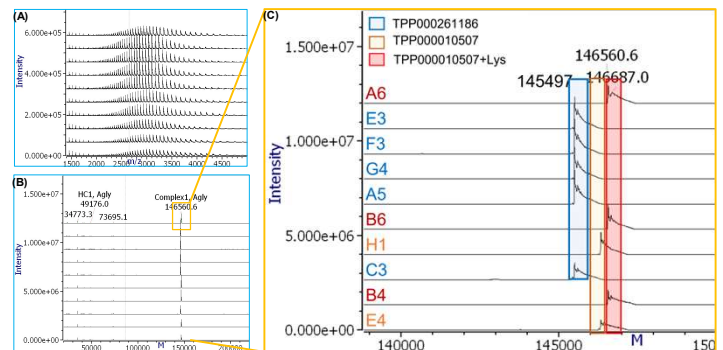 (A)
6.000e+05
4.000e+05
2.000e+05
0.000e+00
Intensity
1500 2000 2500 3000 3500 4000 4500
m/z
(B)
1.500e+07
1.000e+07
5.000e+06
0.000e+00
Intensity
HC1, Agly
49176.0
34773.3 73695.1
Complex1, Agly
146560.6
50000 100000 150000 200000
M
(C)
TPP000261186
TPP000010507
TPP000010507+Lys
1.500e+07
1.000e+07
5.000e+06
0.000e+00
Intensity
146560.6
145497
146687.0
A6
E3
F3
G4
A5
B6
H1
C3
B4
E4
140000 145000 150
M